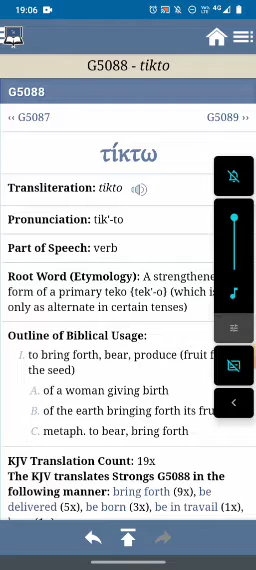 19:06 4G
G5088 - tikto
G5088
‹‹ G5087 G5089 ››
τίκτω
Transliteration: tiktō
Pronunciation: tik'-to
Part of Speech: verb
Root Word (Etymology): A strengthene
form of a primary teko {tek'-o} (which is
only as alternate in certain tenses)
Outline of Biblical Usage:
I. to bring forth, bear, produce (fruit f
the seed)
A. of a woman giving birth
B. of the earth bringing forth its fru
C. metaph. to bear, bring forth
KJV Translation Count: 19x
The KJV translates Strongs G5088 in the
following manner: bring forth (9x), be
delivered (5x), be born (3x), be in travail (1x),